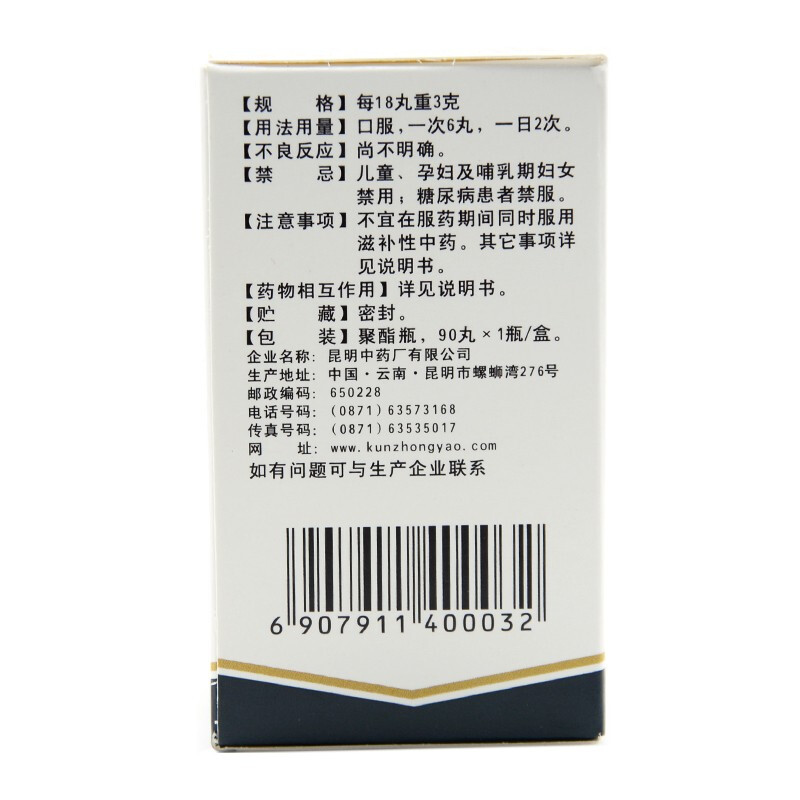 【规 格】每18丸重3克
【用法用量】口服,一次6丸，一日2次。
【不良反应】尚不明确。
【禁 忌】儿童、孕妇及哺乳期妇女
禁用；糖尿病患者禁服。
【注意事项】不宜在服药期间同时服用
滋补性中药。其它事项详
见说明书。
【药物相互作用】详见说明书。
【贮 藏】密封。
【包 装】聚酯瓶，90丸×1瓶/盒。
企业名称：昆明中药厂有限公司
生产地址：中国·云南·昆明市螺蛳湾276号
邮政编码：650228
电话号码：(0871) 63573168
传真号码：(0871) 63535017
网 址：www.kunzhongyao.com
如有问题可与生产企业联系
6 907911 400032